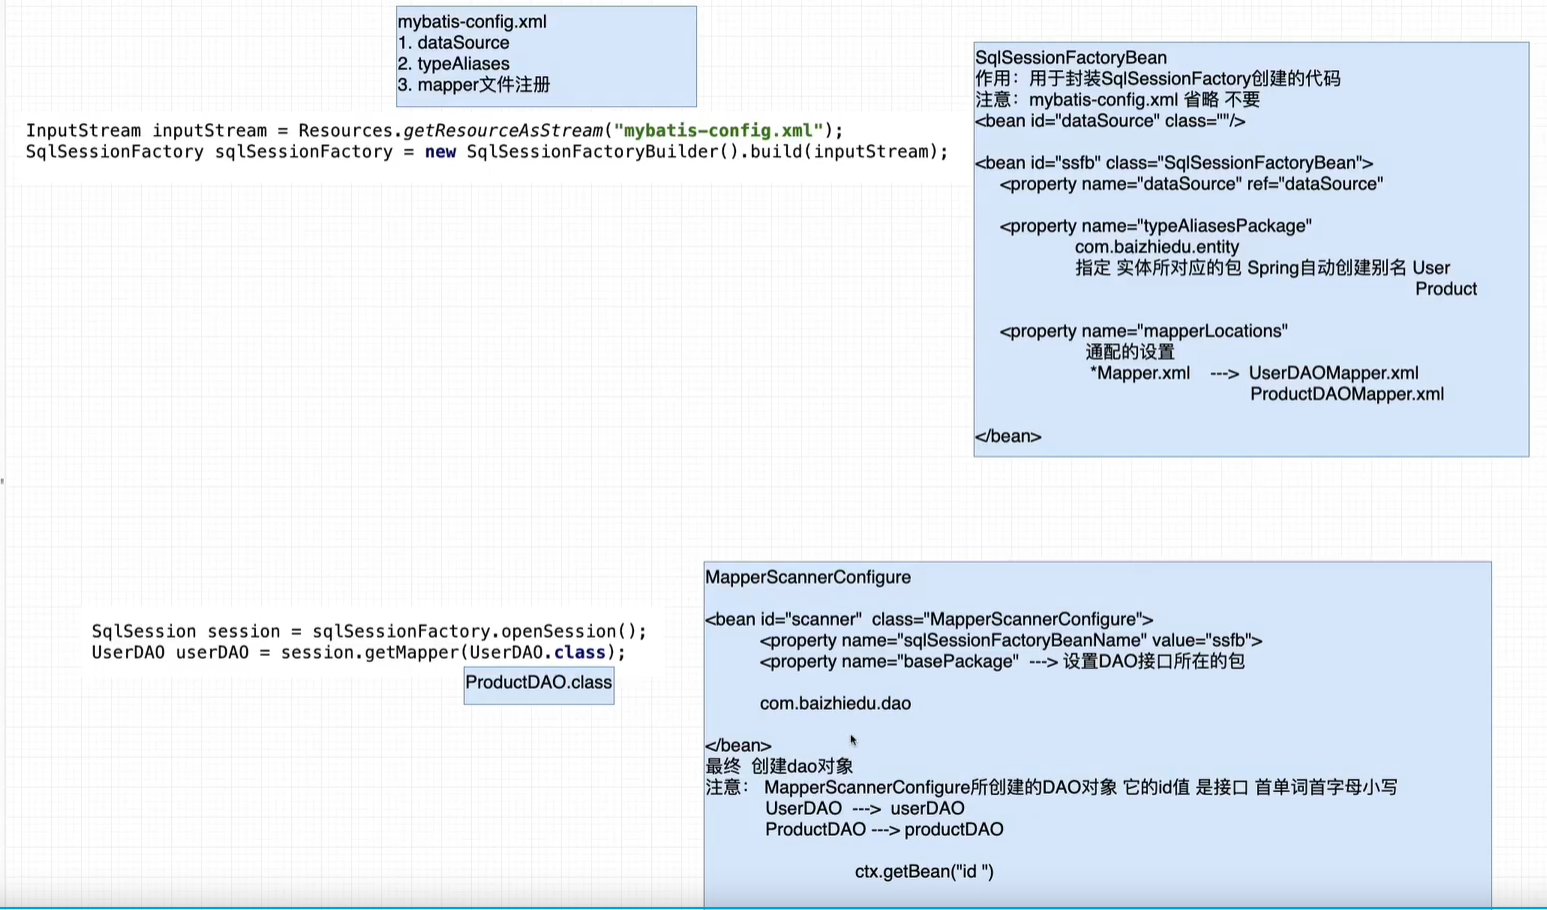 mybatis-config.xml
1. dataSource
2. typeAliases
3. mapper文件注册
InputStream inputStream = Resources.getResourceAsStream("mybatis-config.xml");
SqlSessionFactory sqlSessionFactory = new SqlSessionFactoryBuilder().build(inputStream);
SqlSessionFactoryBean
作用：用于封装SqlSessionFactory创建的代码
注意：mybatis-config.xml 省略 不要
<bean id="dataSource" class=""/>
<bean id="ssfb" class="SqlSessionFactoryBean">
<property name="dataSource" ref="dataSource"
<property name="typeAliasesPackage"
com.baizhiedu.entity
指定 实体所对应的包 Spring自动创建别名 User
Product
<property name="mapperLocations"
通配的设置
*Mapper.xml ---> UserDAOMapper.xml
ProductDAOMapper.xml
</bean>
SqlSession session = sqlSessionFactory.openSession();
UserDAO userDAO = session.getMapper(UserDAO.class);
ProductDAO.class
MapperScannerConfigure
<bean id="scanner" class="MapperScannerConfigure">
<property name="sqlSessionFactoryBeanName" value="ssfb">
<property name="basePackage" ---> 设置DAO接口所在的包
com.baizhiedu.dao
</bean>
最终 创建dao对象
注意： MapperScannerConfigure所创建的DAO对象 它的id值 是接口 首单词首字母小写
UserDAO ---> userDAO
ProductDAO ---> productDAO
ctx.getBean("id ")